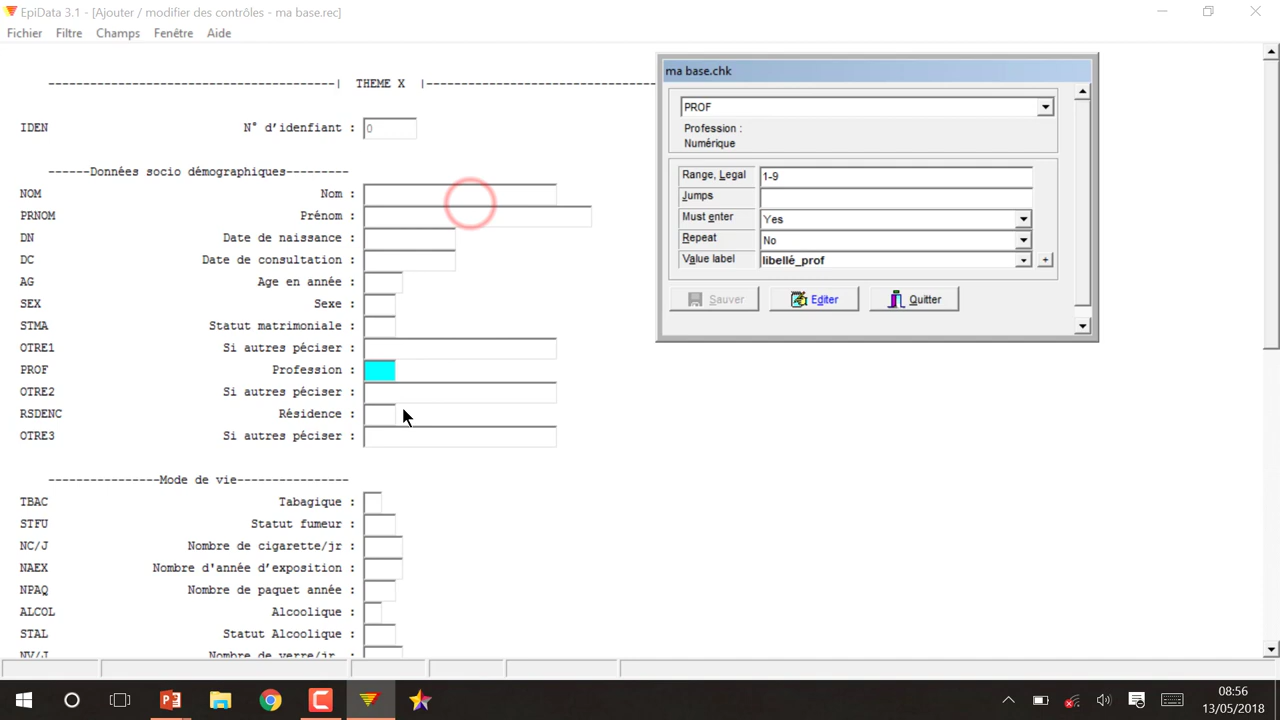 EpiData 3.1 - [Ajouter / modifier des contrôles - ma base.rec]
Fichier Filtre Champs Fenêtre Aide
---------------------------------------| THEME X |-------------------------------
IDEN N° d'idenfiant : 0
------Données socio démographiques---------
NOM Nom :
PRNOM Prénom :
DN Date de naissance :
DC Date de consultation :
AG Age en année :
SEX Sexe :
STMA Statut matrimoniale :
OTRE1 Si autres péciser :
PROF Profession :
OTRE2 Si autres péciser :
RSDENC Résidence :
OTRE3 Si autres péciser :
----------------Mode de vie----------------
TBAC Tabagique :
STFU Statut fumeur :
NC/J Nombre de cigarette/jr :
NAEX Nombre d'année d'exposition :
NPAQ Nombre de paquet année :
ALCOL Alcoolique :
STAL Statut Alcoolique :
NV/J Nombre de verre/jr :
ma base.chk
PROF
Profession :
Numérique
Range, Legal 1-9
Jumps
Must enter Yes
Repeat No
Value label libellé_prof +
Sauver Editer Quitter
08:56
13/05/2018